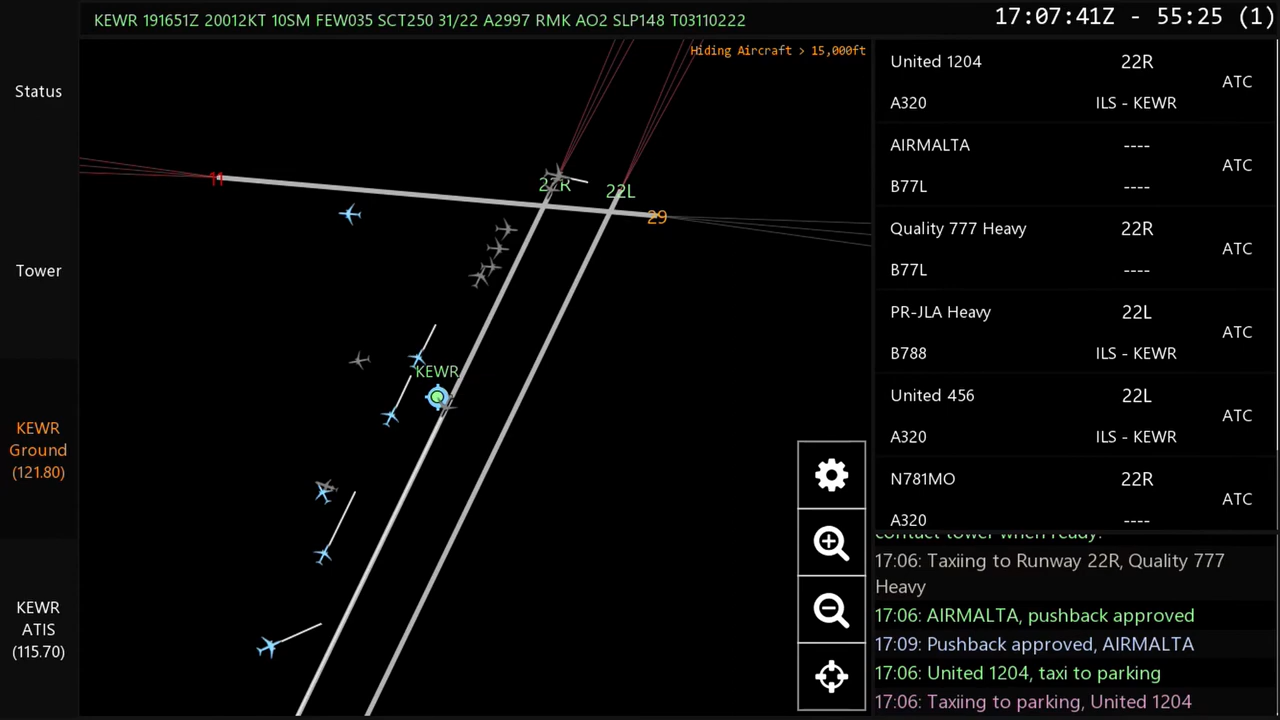 KEWR 191651Z 20012KT 10SM FEW035 SCT250 31/22 A2997 RMK AO2 SLP148 T03110222
17:07:41Z - 55:25 (1)
Hiding Aircraft > 15,000ft
Status
Tower
KEWR
Ground
(121.80)
KEWR
ATIS
(115.70)
11
22R
22L
29
KEWR
United 1204 22R ATC
A320 ILS - KEWR
AIRMALTA ---- ATC
B77L ----
Quality 777 Heavy 22R ATC
B77L ----
PR-JLA Heavy 22L ATC
B788 ILS - KEWR
United 456 22L ATC
A320 ILS - KEWR
N781MO 22R ATC
A320 ----
contact tower when ready.
17:06: Taxiing to Runway 22R, Quality 777
Heavy
17:06: AIRMALTA, pushback approved
17:09: Pushback approved, AIRMALTA
17:06: United 1204, taxi to parking
17:06: Taxiing to parking, United 1204